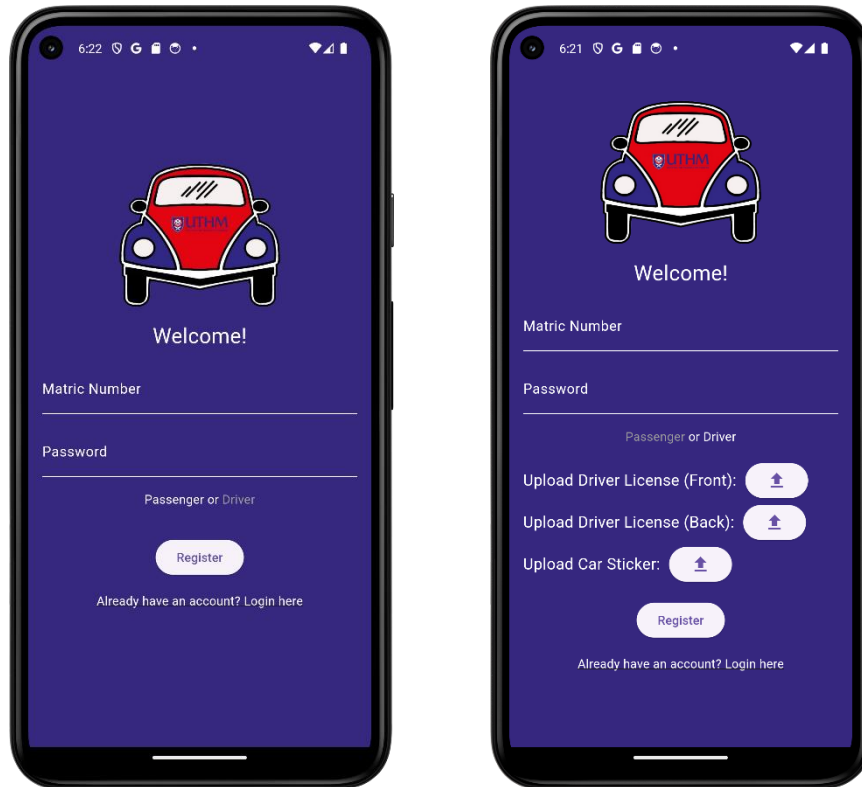 6:22
UTHM
Welcome!
Matric Number
Password
Passenger or Driver
Register
Already have an account? Login here
6:21
UTHM
Welcome!
Matric Number
Password
Passenger or Driver
Upload Driver License (Front):
Upload Driver License (Back):
Upload Car Sticker:
Register
Already have an account? Login here